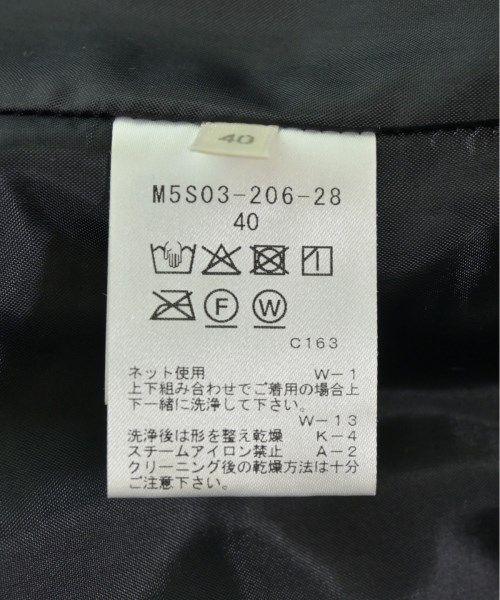 40
M5S03-206-28
40
F W
C163
ネット使用 W-1
上下組み合わせでご着用の場合上
下一緒に洗浄して下さい。
W-13
洗浄後は形を整え乾燥 K-4
スチームアイロン禁止 A-2
クリーニング後の乾燥方法は十分
ご注意下さい。